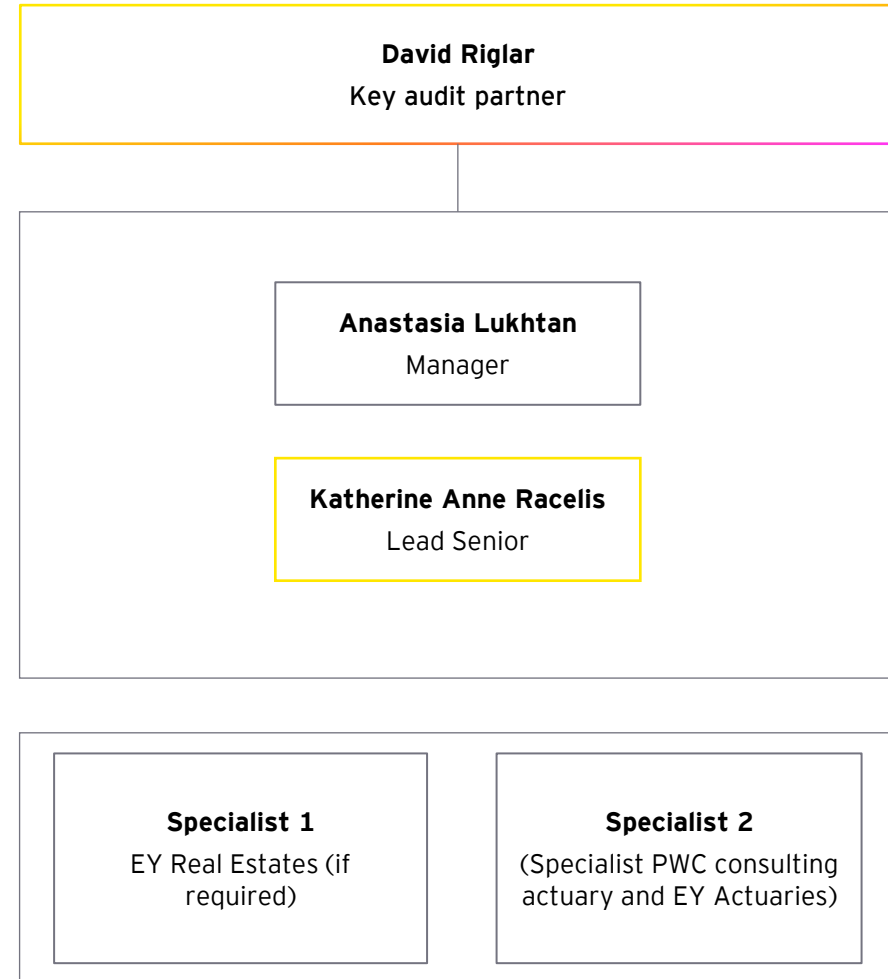 David Riglar
Key audit partner
Anastasia Lukhtan
Manager
Katherine Anne Racelis
Lead Senior
Specialist 1
EY Real Estates (if
required)
Specialist 2
(Specialist PWC consulting
actuary and EY Actuaries)